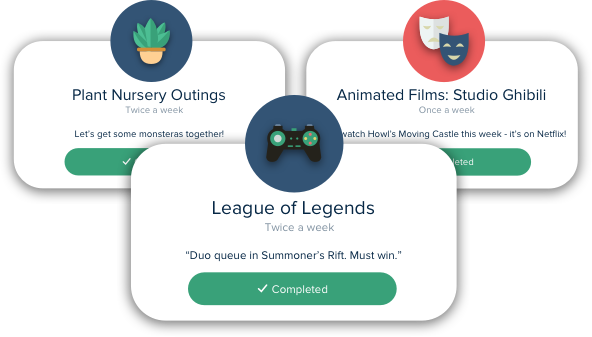 Plant Nursery Outings
Twice a week
Let's get some monsteras together!
Animated Films: Studio Ghibili
Once a week
watch Howl's Moving Castle this week - it's on Netflix!
League of Legends
Twice a week
“Duo queue in Summoner's Rift. Must win.”
Completed